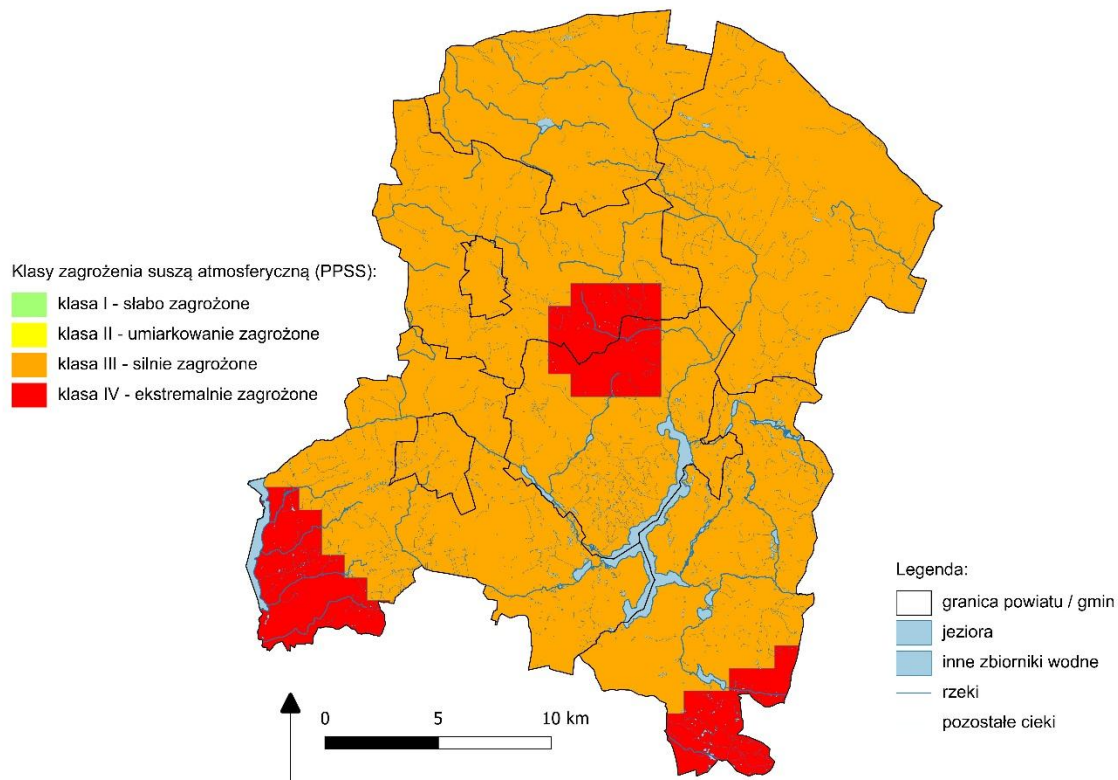 Klasy zagrożenia suszą atmosferyczną (PPSS):
klasa I - słabo zagrożone
klasa II - umiarkowanie zagrożone
klasa III - silnie zagrożone
klasa IV - ekstremalnie zagrożone
Legenda:
granica powiatu / gmin
jeziora
inne zbiorniki wodne
rzeki
pozostałe cieki
0 5 10 km